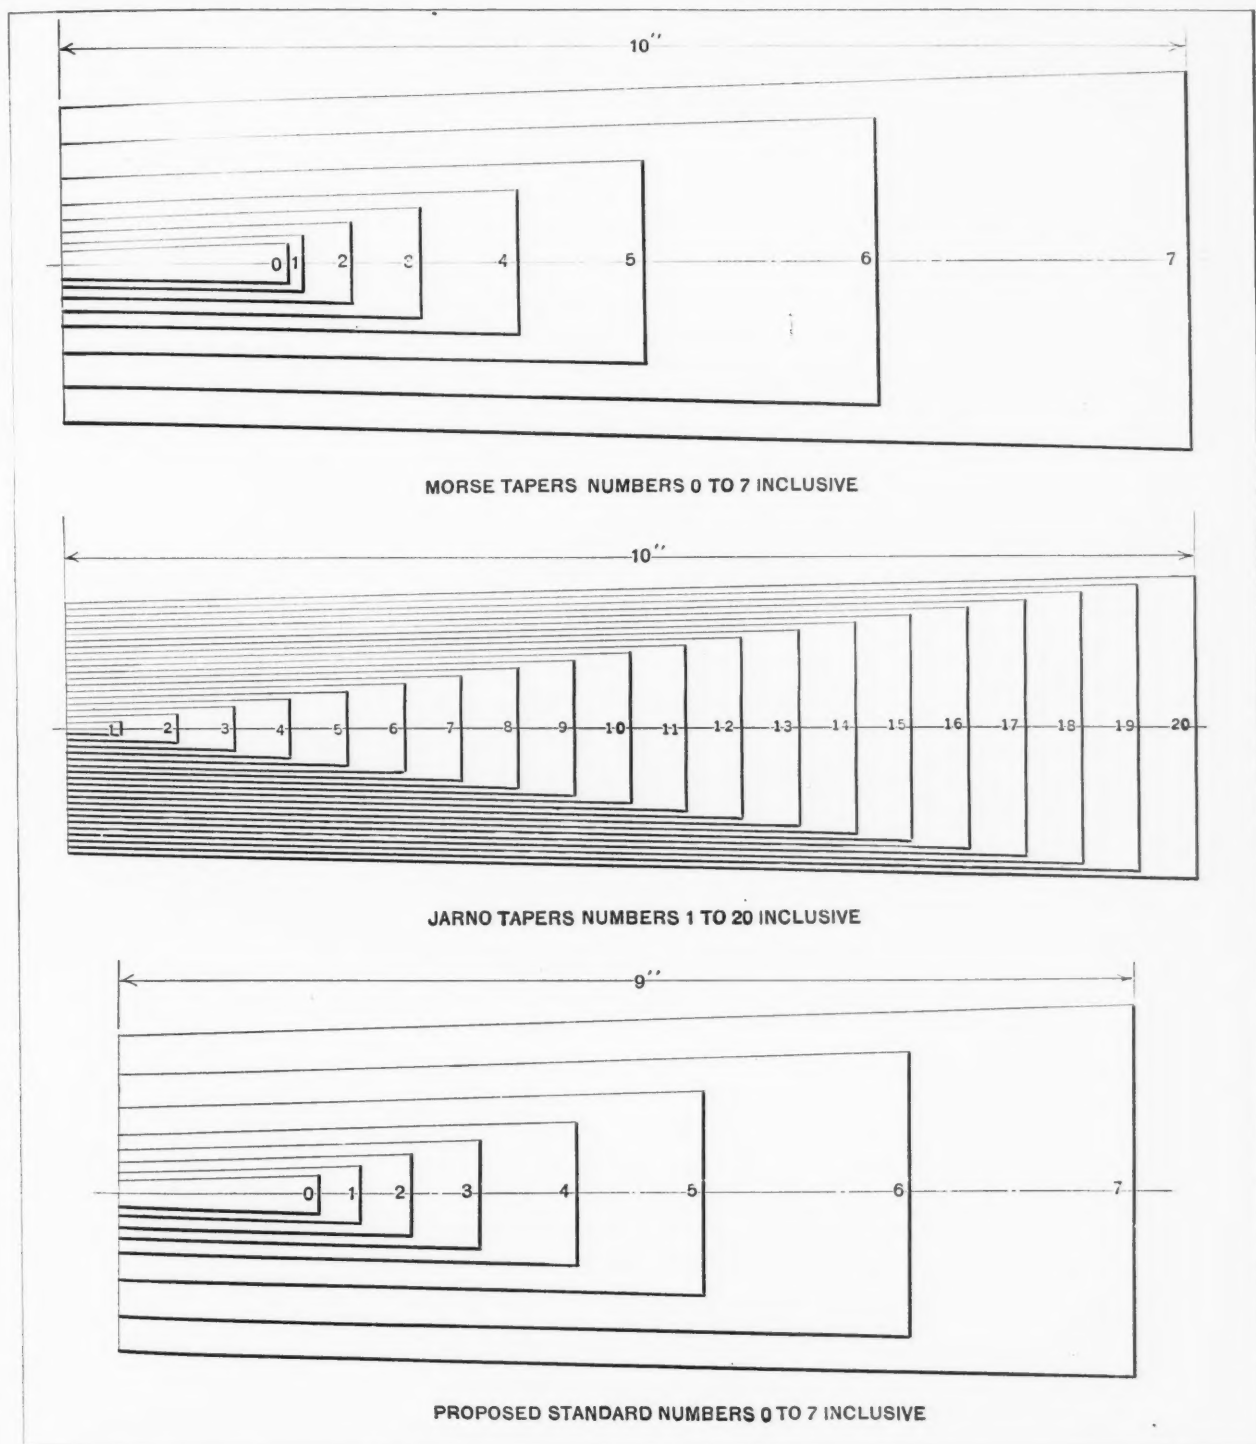 10''
0 1 2 3 4 5 6 7
MORSE TAPERS NUMBERS 0 TO 7 INCLUSIVE
10''
1 2 3 4 5 6 7 8 9 10 11 12 13 14 15 16 17 18 19 20
JARNO TAPERS NUMBERS 1 TO 20 INCLUSIVE
9''
0 1 2 3 4 5 6 7
PROPOSED STANDARD NUMBERS 0 TO 7 INCLUSIVE